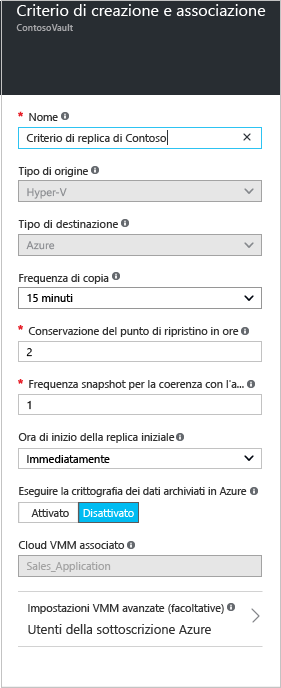 Criterio di creazione e associazione
ContosoVault
* Nome
Criterio di replica di Contoso
Tipo di origine
Hyper-V
Tipo di destinazione
Azure
Frequenza di copia
15 minuti
* Conservazione del punto di ripristino in ore
2
* Frequenza snapshot per la coerenza con l'a...
1
Ora di inizio della replica iniziale
Immediatamente
Eseguire la crittografia dei dati archiviati in Azure
Attivato Disattivato
Cloud VMM associato
Sales_Application
Impostazioni VMM avanzate (facoltative)
Utenti della sottoscrizione Azure